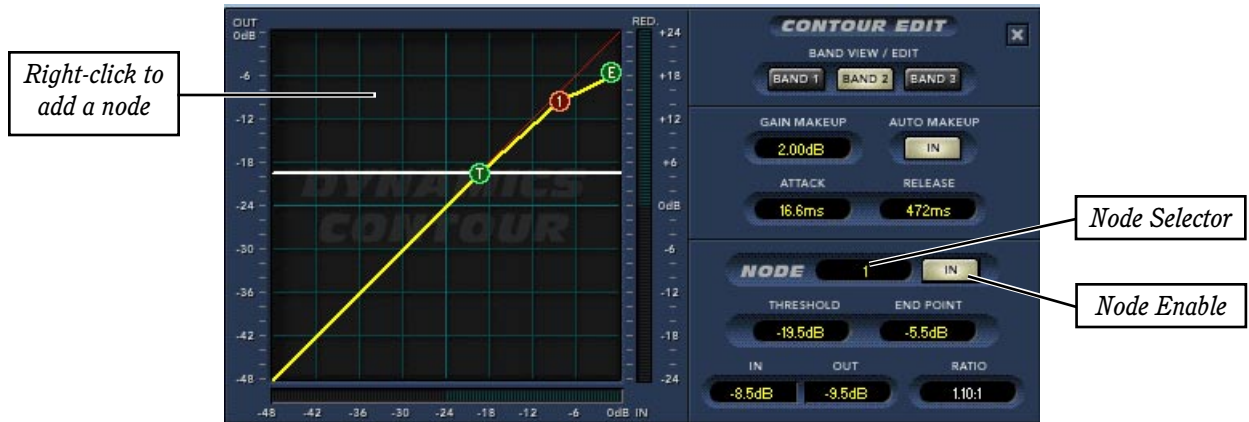 OUT
RED.
0dB
-6
-12
-18
-24
-30
-36
-42
-48
+24
+18
+12
+6
0dB
-6
-12
-18
-24
-48 -42 -36 -30 -24 -18 -12 -6 0dB IN
DYNAMICS
CONTOUR
T
1
E
Right-click to
add a node
CONTOUR EDIT
X
BAND VIEW / EDIT
BAND 1 BAND 2 BAND 3
GAIN MAKEUP AUTO MAKEUP
2.00dB IN
ATTACK RELEASE
16.6ms 472ms
NODE 1 IN
THRESHOLD END POINT
-19.5dB -5.5dB
IN OUT RATIO
-8.5dB -9.5dB 1.10:1
Node Selector
Node Enable